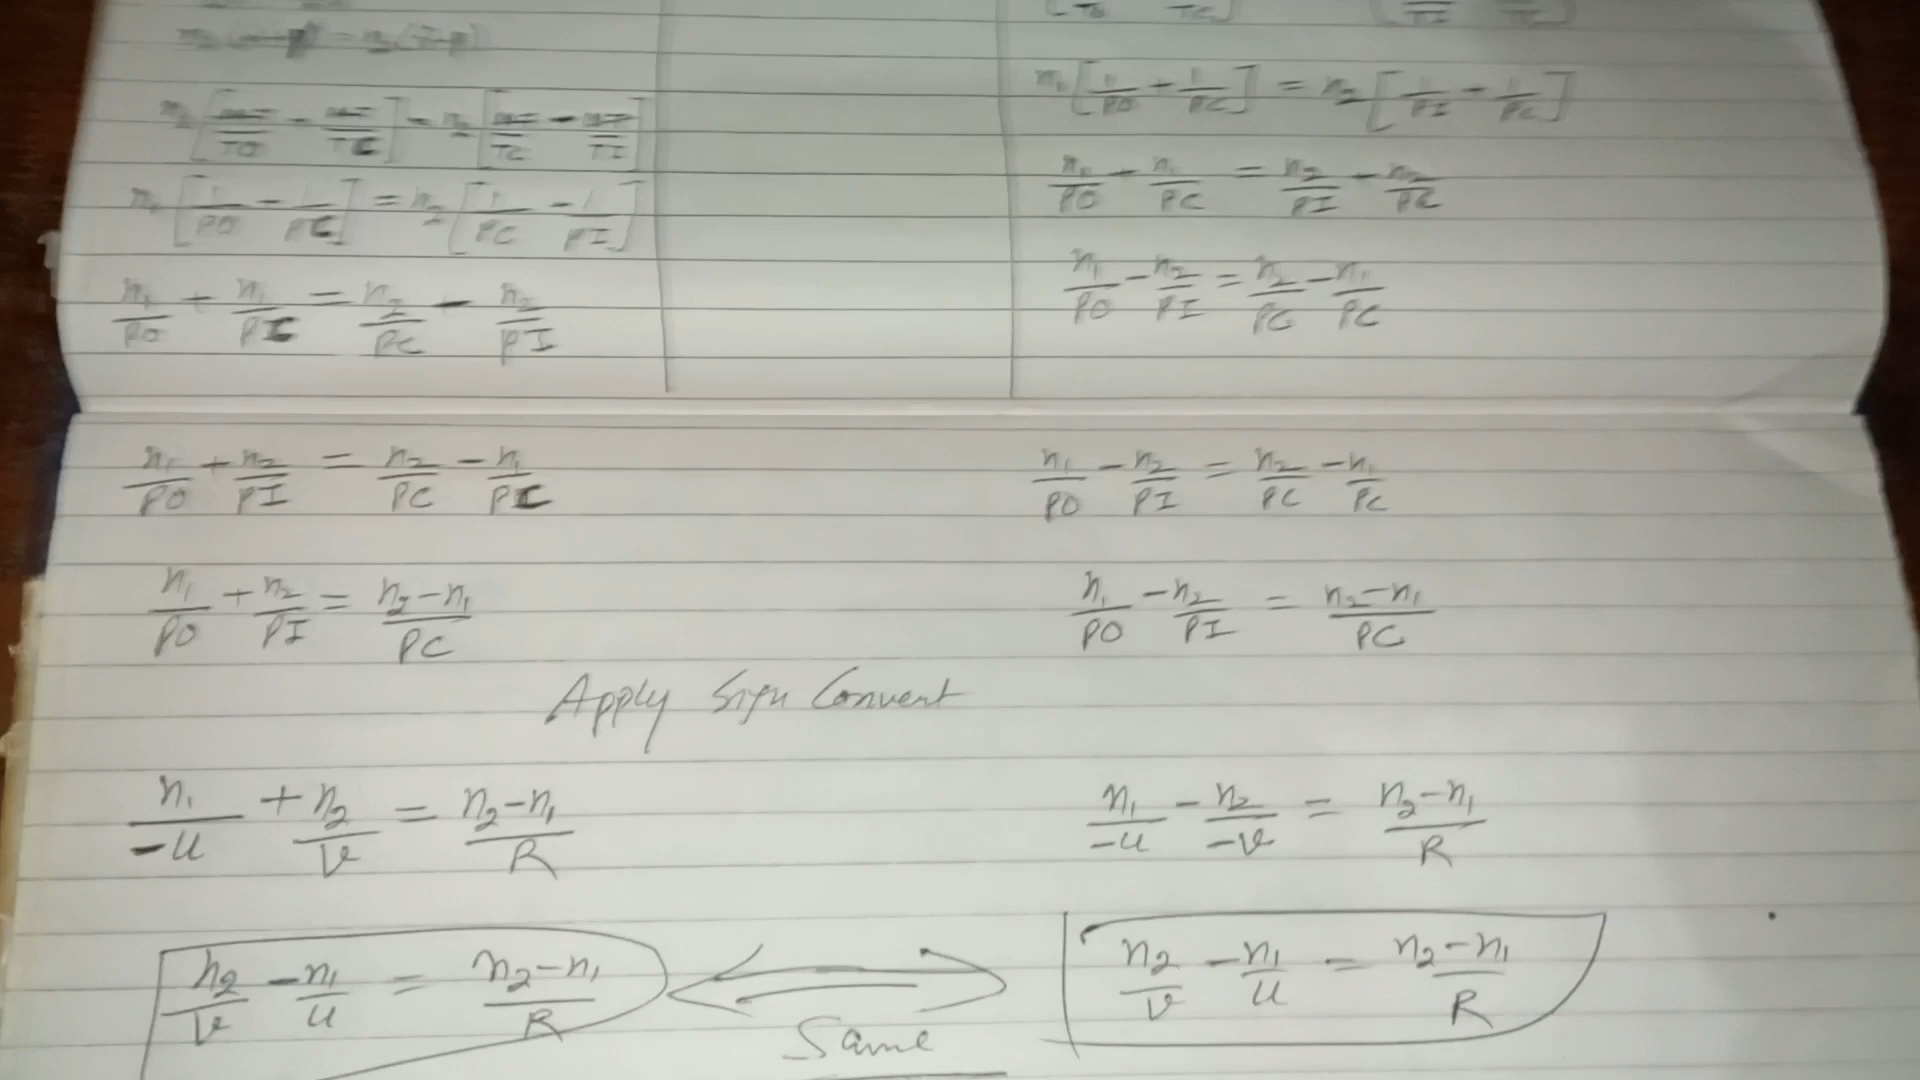 n₁ [1/PO + 1/PC] = n₂ [1/PI - 1/PC]
n₁ [1/PO - 1/PC] = n₂ [1/PC - 1/PI]
n₁/PO + n₁/PC = n₂/PI - n₂/PC
n₁/PO + n₁/PC = n₂/PC - n₂/PI
n₁/PO - n₂/PI = n₂/PC - n₁/PC
n₁/PO + n₂/PI = n₂/PC - n₁/PC
n₁/PO - n₂/PI = n₂/PC - n₁/PC
n₁/PO + n₂/PI = n₂-n₁/PC
n₁/PO - n₂/PI = n₂-n₁/PC
Apply Sign Convent
n₁/-u + n₂/v = n₂-n₁/R
n₁/-u - n₂/-v = n₂-n₁/R
n₂/v - n₁/u = n₂-n₁/R
n₂/v - n₁/u = n₂-n₁/R
Same